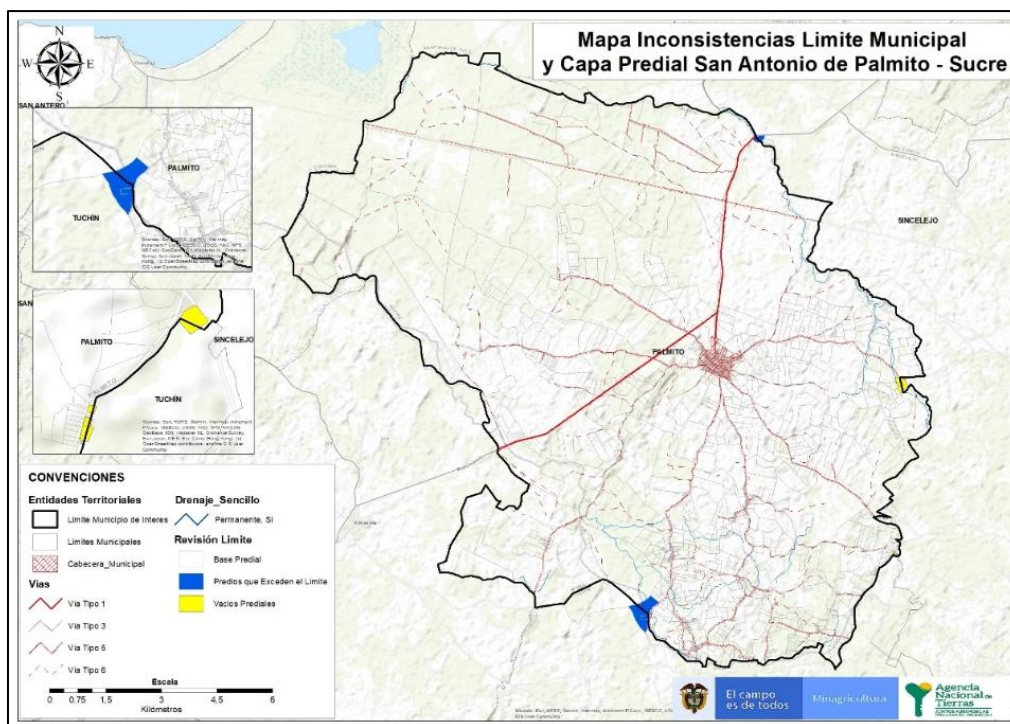 Mapa Inconsistencias Limite Municipal
y Capa Predial San Antonio de Palmito - Sucre
N
W
E
S
SAN ANTERO
PALMITO
TUCHÍN
SAN
PALMITO
SINCELEJO
PALMITO
TUCHÍN
SINCELEJO
PALMITO
CONVENCIONES
Entidades Territoriales
Limite Municipio de Interes
Limites Municipales
Cabecera_Municipal
Vias
Via Tipo 1
Via Tipo 3
Via Tipo 5
Via Tipo 6
Drenaje_Sencillo
Permanente, Si
Revisión Limite
Base Predial
Predios que Exceden el Limite
Vacios Prediales
Escala
0 0,75 1,5 3 4,5 6
Kilómetros
El campo
es de todos
Minagricultura
Agencia
Nacional de
Tierras